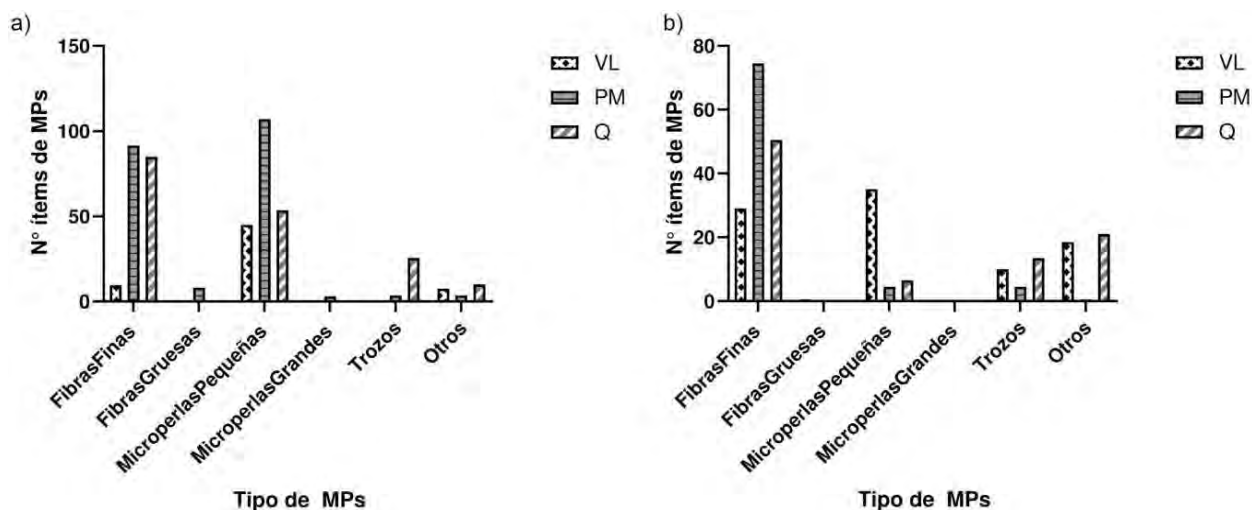 a)
N° ítems de MPs
150
100
50
0
VL
PM
Q
FibrasFinas
FibrasGruesas
MicroperlasPequeñas
MicroperlasGrandes
Trozos
Otros
Tipo de MPs
b)
N° ítems de MPs
80
60
40
20
0
VL
PM
Q
FibrasFinas
FibrasGruesas
MicroperlasPequeñas
MicroperlasGrandes
Trozos
Otros
Tipo de MPs